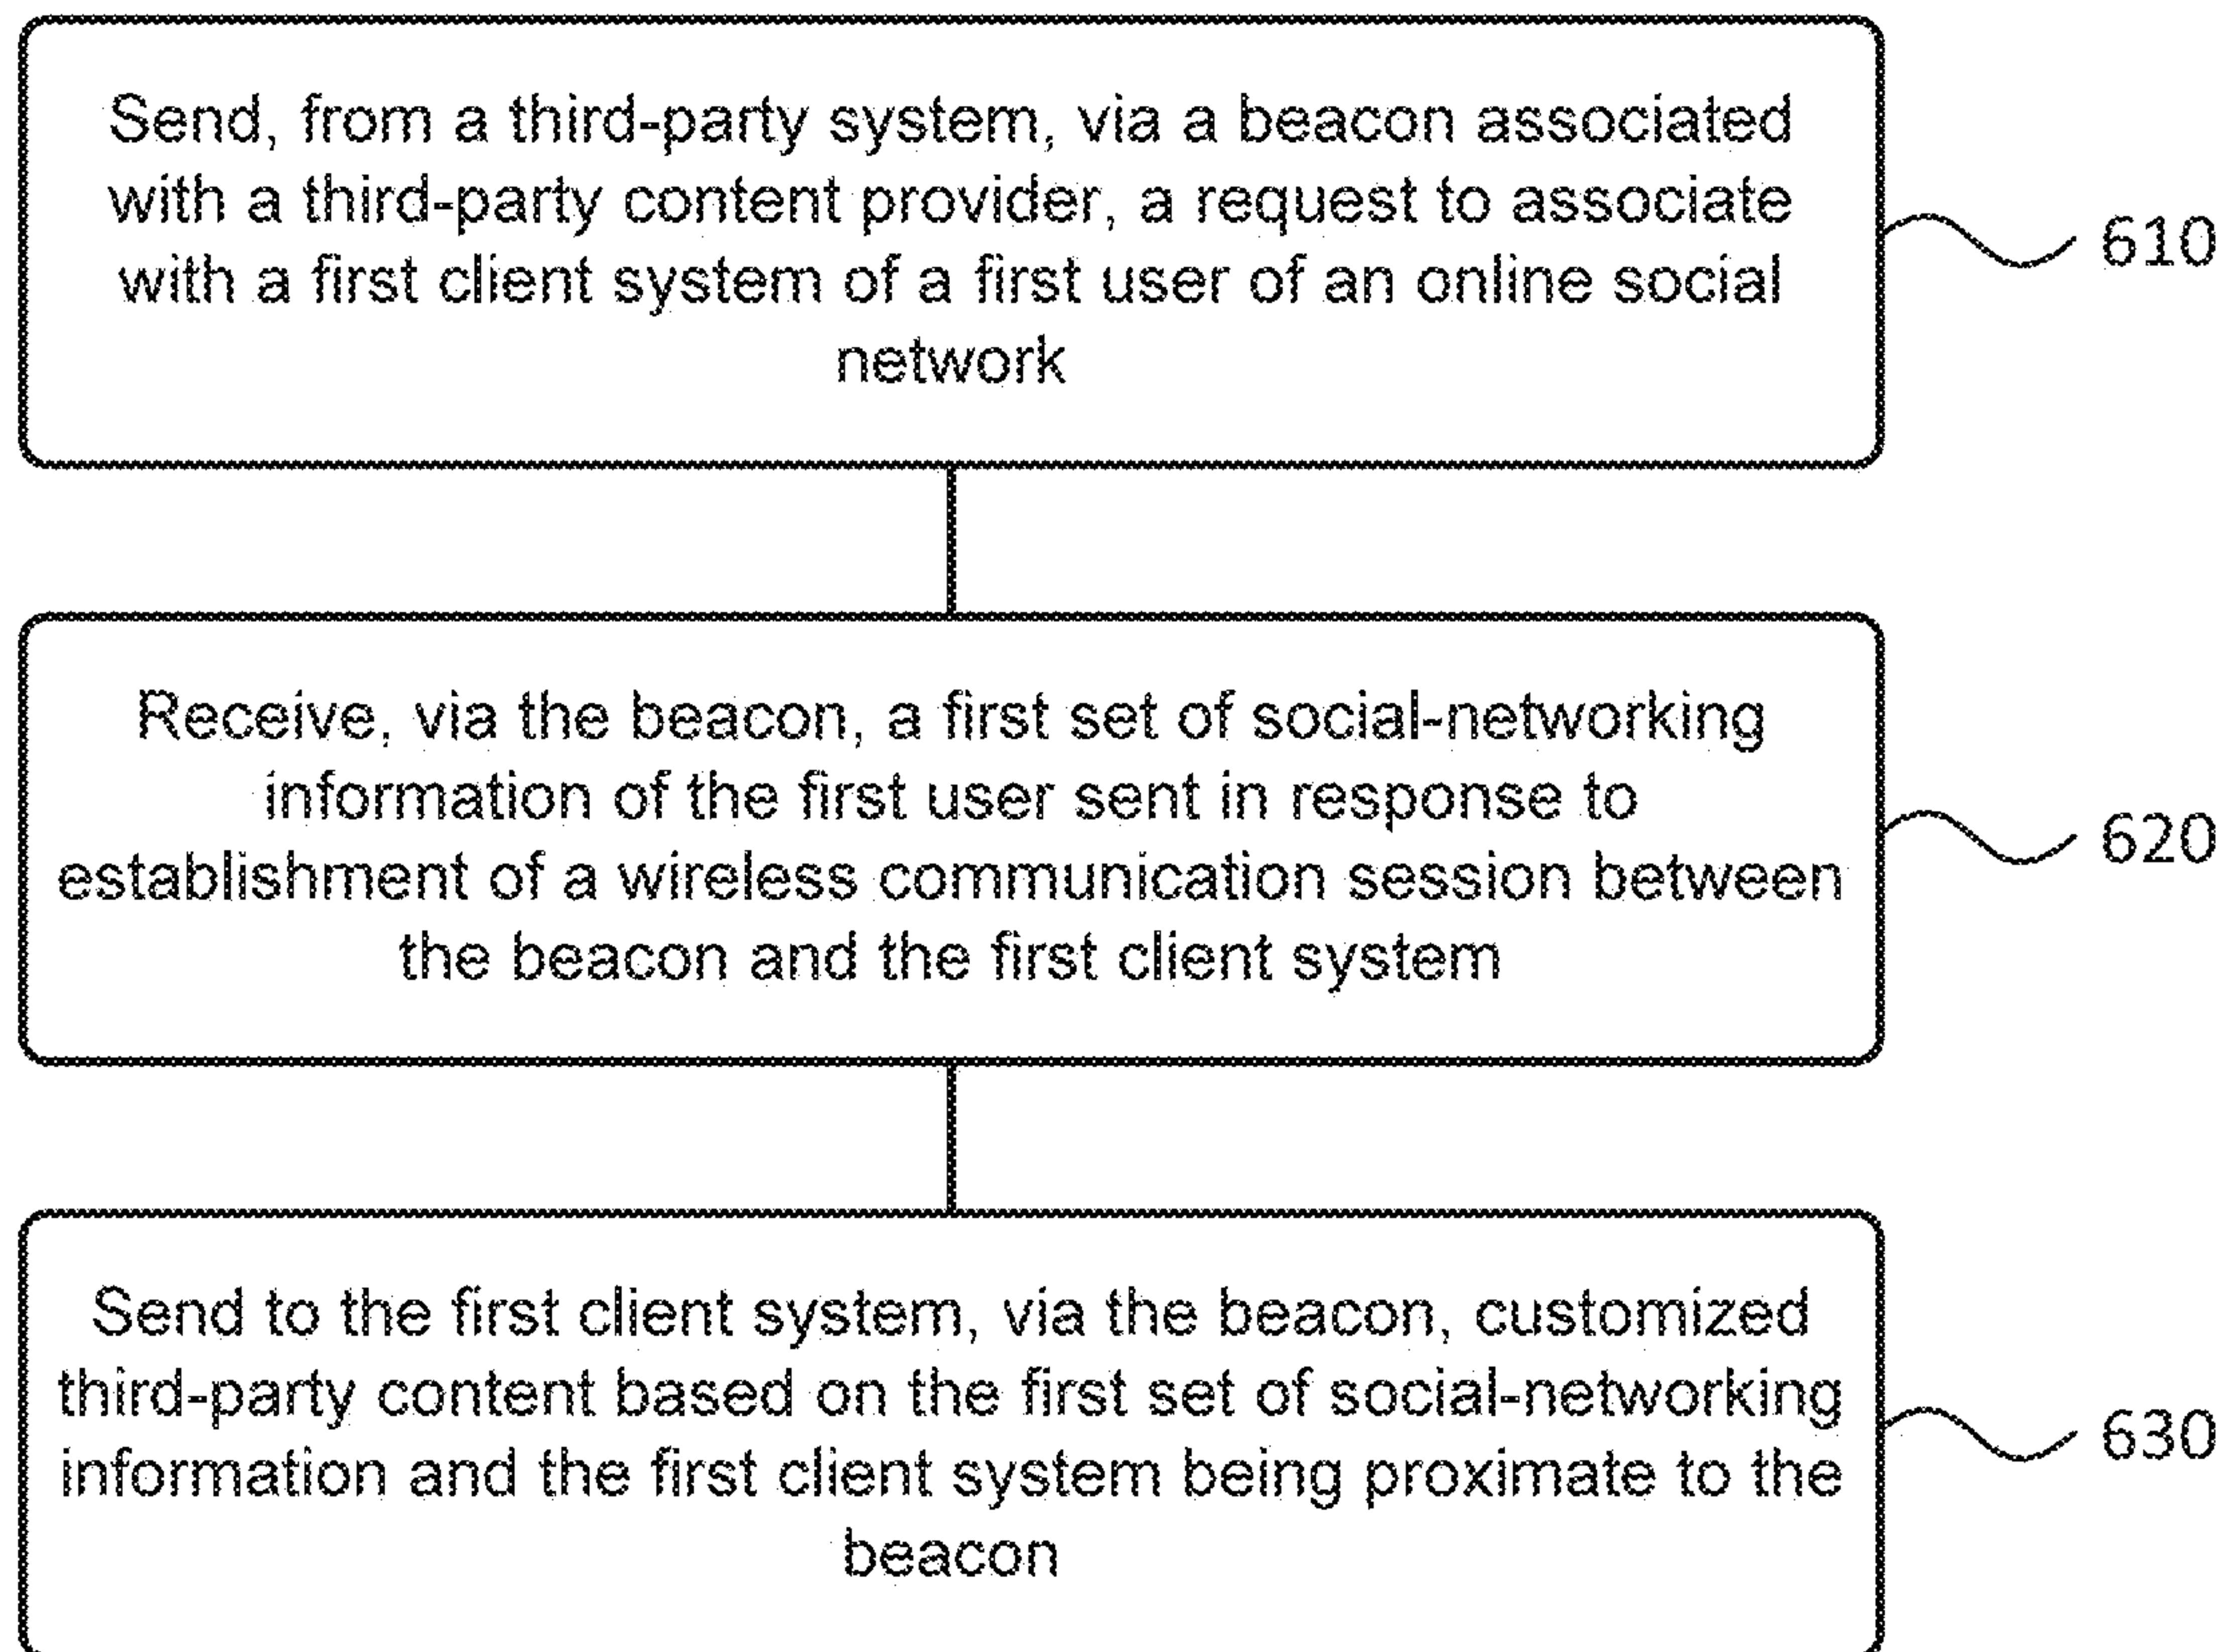 Send, from a third-party system, via a beacon associated
with a third-party content provider, a request to associate
with a first client system of a first user of an online social
network
610
Receive, via the beacon, a first set of social-networking
information of the first user sent in response to
establishment of a wireless communication session between
the beacon and the first client system
620
Send to the first client system, via the beacon, customized
third-party content based on the first set of social-networking
information and the first client system being proximate to the
beacon
630